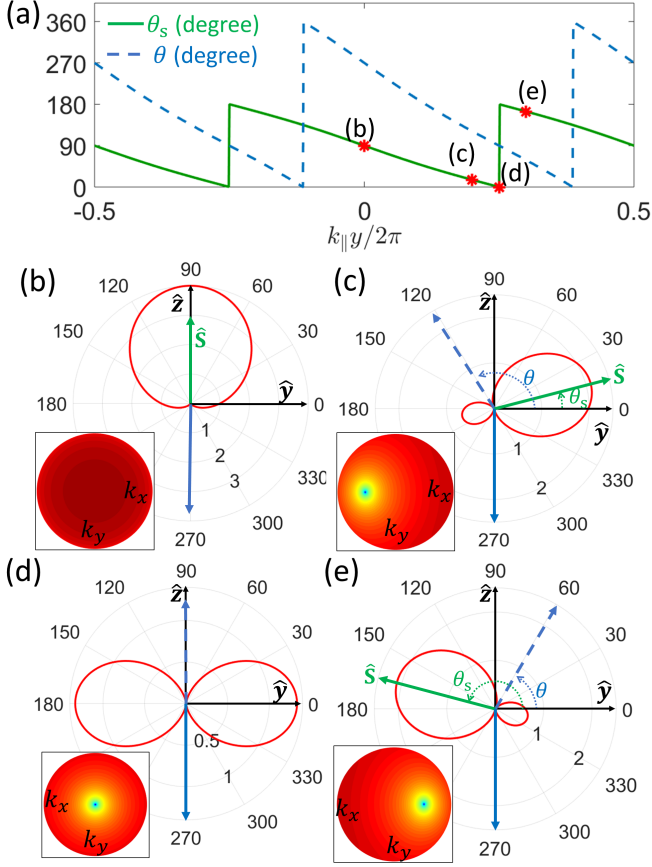 (a)
θs (degree)
θ (degree)
360
270
180
90
0
(b)
(c)
(d)
(e)
-0.5
0
0.5
k∥y/2π
(b)
90
120
60
150
30
180
0
330
300
270
ẑ
ŝ
ŷ
1
2
3
kx
ky
(c)
90
120
60
150
30
180
0
330
300
270
ẑ
θ
ŝ
θs
ŷ
1
2
kx
ky
(d)
90
120
60
150
30
180
0
330
300
270
ẑ
ŷ
0.5
1
kx
ky
(e)
90
120
60
150
30
180
0
330
300
270
ẑ
ŝ
θs
θ
ŷ
1
2
kx
ky